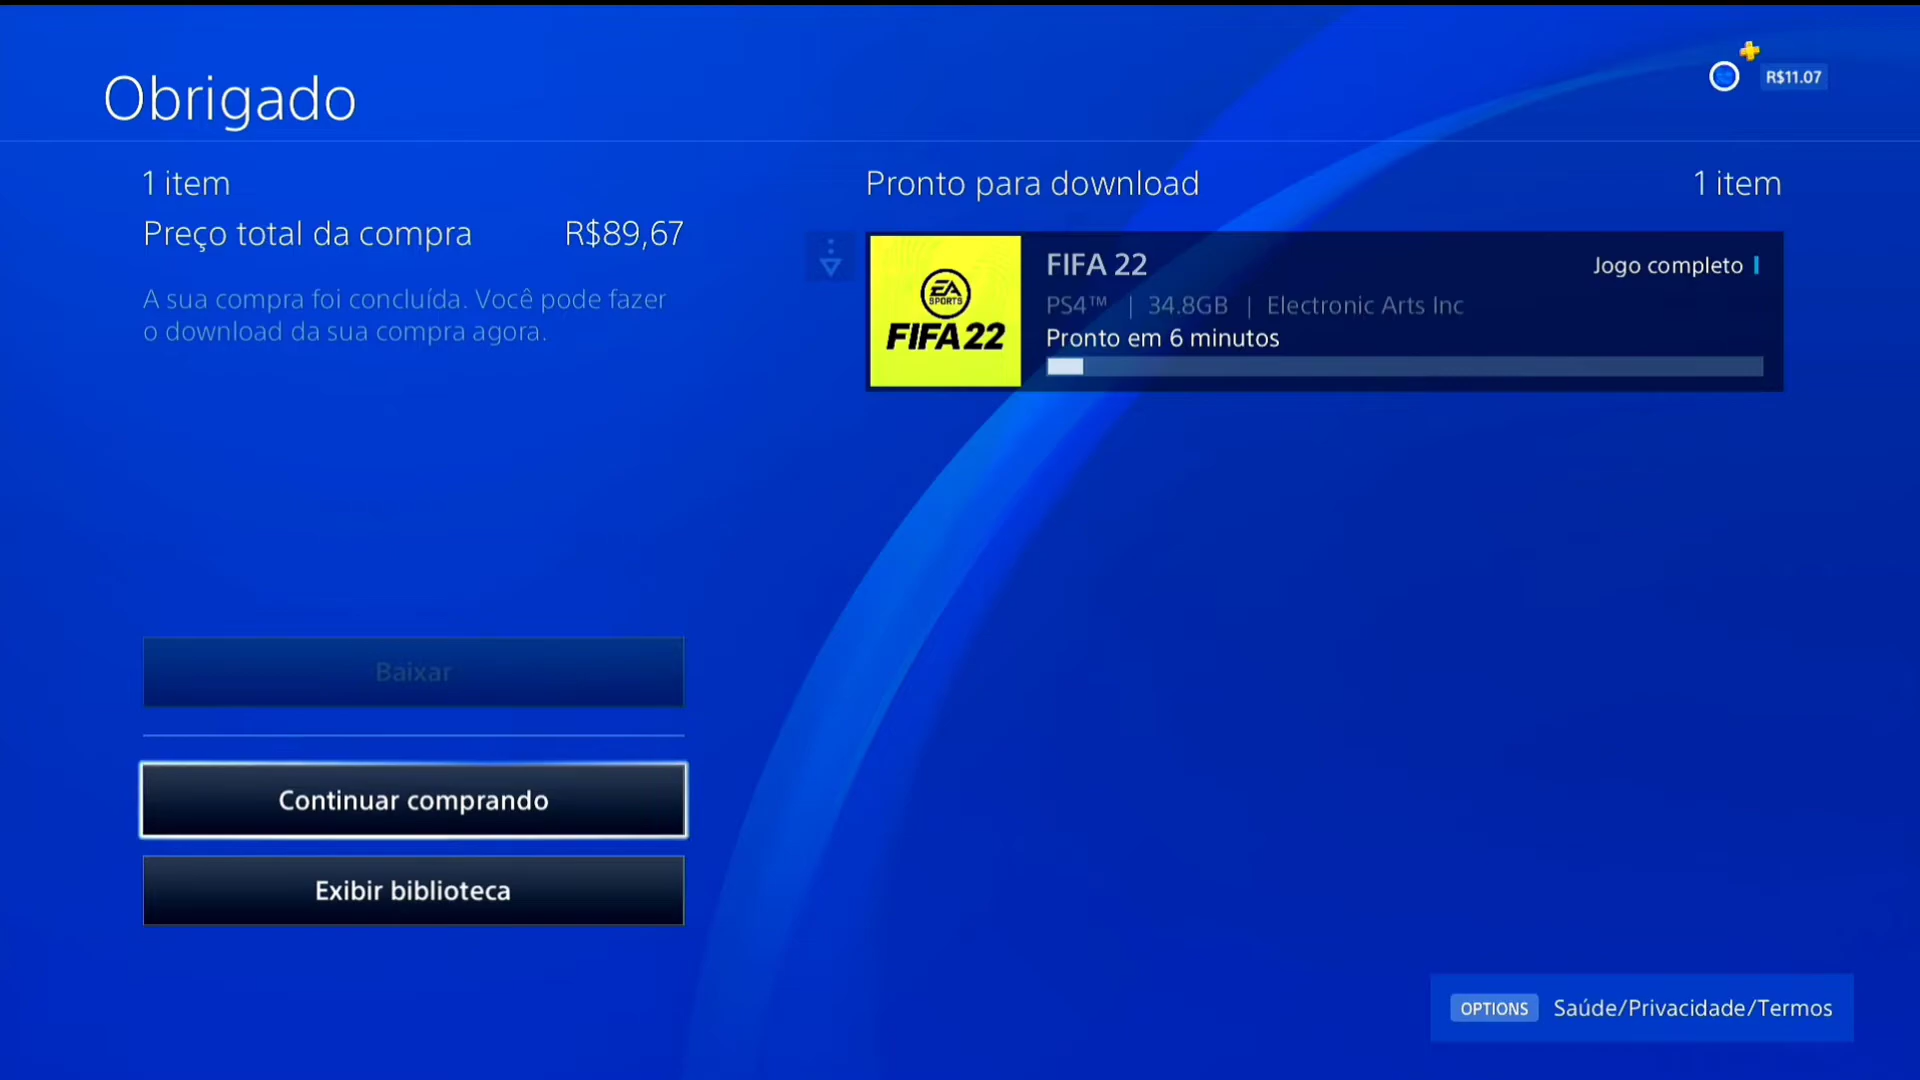 Obrigado
R$11.07
1 item
Preço total da compra R$89,67
A sua compra foi concluída. Você pode fazer
o download da sua compra agora.
Baixar
Continuar comprando
Exibir biblioteca
Pronto para download 1 item
EA
SPORTS
FIFA 22
FIFA 22 Jogo completo
PS4™ | 34.8GB | Electronic Arts Inc
Pronto em 6 minutos
OPTIONS Saúde/Privacidade/Termos